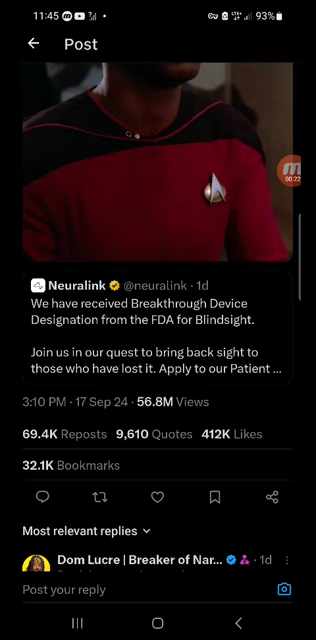 11:45
93%
Post
00:22
Neuralink @neuralink · 1d
We have received Breakthrough Device
Designation from the FDA for Blindsight.
Join us in our quest to bring back sight to
those who have lost it. Apply to our Patient ...
3:10 PM · 17 Sep 24 · 56.8M Views
69.4K Reposts 9,610 Quotes 412K Likes
32.1K Bookmarks
Most relevant replies
Dom Lucre | Breaker of Nar... · 1d
Post your reply